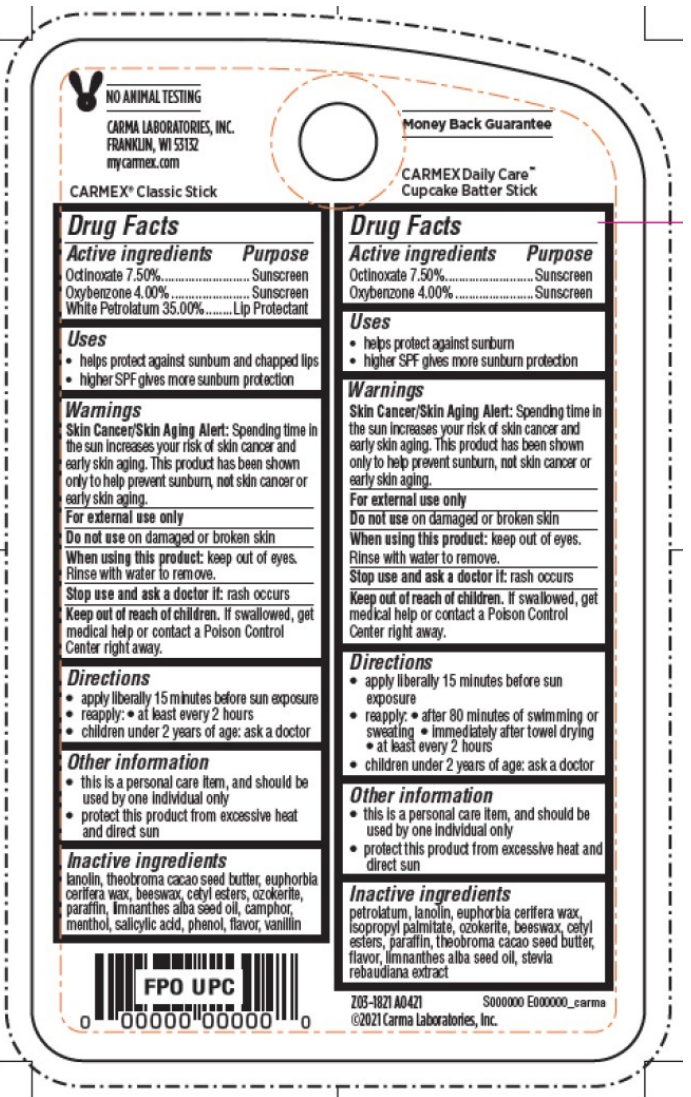 NO ANIMAL TESTING
CARMA LABORATORIES, INC.
FRANKLIN, WI 53132
mycarmex.com
CARMEX® Classic Stick
Drug Facts
Active ingredients Purpose
Octinoxate 7.50%.......................... Sunscreen
Oxybenzone 4.00% ....................... Sunscreen
White Petrolatum 35.00%........ Lip Protectant
Uses
• helps protect against sunburn and chapped lips
• higher SPF gives more sunburn protection
Warnings
Skin Cancer/Skin Aging Alert: Spending time in
the sun increases your risk of skin cancer and
early skin aging. This product has been shown
only to help prevent sunburn, not skin cancer or
early skin aging.
For external use only
Do not use on damaged or broken skin
When using this product: keep out of eyes.
Rinse with water to remove.
Stop use and ask a doctor if: rash occurs
Keep out of reach of children. If swallowed, get
medical help or contact a Poison Control
Center right away.
Directions
• apply liberally 15 minutes before sun exposure
• reapply: • at least every 2 hours
• children under 2 years of age: ask a doctor
Other information
• this is a personal care item, and should be
used by one individual only
• protect this product from excessive heat
and direct sun
Inactive ingredients
lanolin, theobroma cacao seed butter, euphorbia
cerifera wax, beeswax, cetyl esters, ozokerite,
paraffin, limnanthes alba seed oil, camphor,
menthol, salicylic acid, phenol, flavor, vanillin
FPO UPC
0 00000 00000 0
Money Back Guarantee
CARMEX Daily Care™
Cupcake Batter Stick
Drug Facts
Active ingredients Purpose
Octinoxate 7.50%.......................... Sunscreen
Oxybenzone 4.00% ....................... Sunscreen
Uses
• helps protect against sunburn
• higher SPF gives more sunburn protection
Warnings
Skin Cancer/Skin Aging Alert: Spending time in
the sun increases your risk of skin cancer and
early skin aging. This product has been shown
only to help prevent sunburn, not skin cancer or
early skin aging.
For external use only
Do not use on damaged or broken skin
When using this product: keep out of eyes.
Rinse with water to remove.
Stop use and ask a doctor if: rash occurs
Keep out of reach of children. If swallowed, get
medical help or contact a Poison Control
Center right away.
Directions
• apply liberally 15 minutes before sun
exposure
• reapply: • after 80 minutes of swimming or
sweating • immediately after towel drying
• at least every 2 hours
• children under 2 years of age: ask a doctor
Other information
• this is a personal care item, and should be
used by one individual only
• protect this product from excessive heat and
direct sun
Inactive ingredients
petrolatum, lanolin, euphorbia cerifera wax,
isopropyl palmitate, ozokerite, beeswax, cetyl
esters, paraffin, theobroma cacao seed butter,
flavor, limnanthes alba seed oil, stevia
rebaudiana extract
Z03-1821 A0421 S000000 E000000_carma
©2021 Carma Laboratories, Inc.